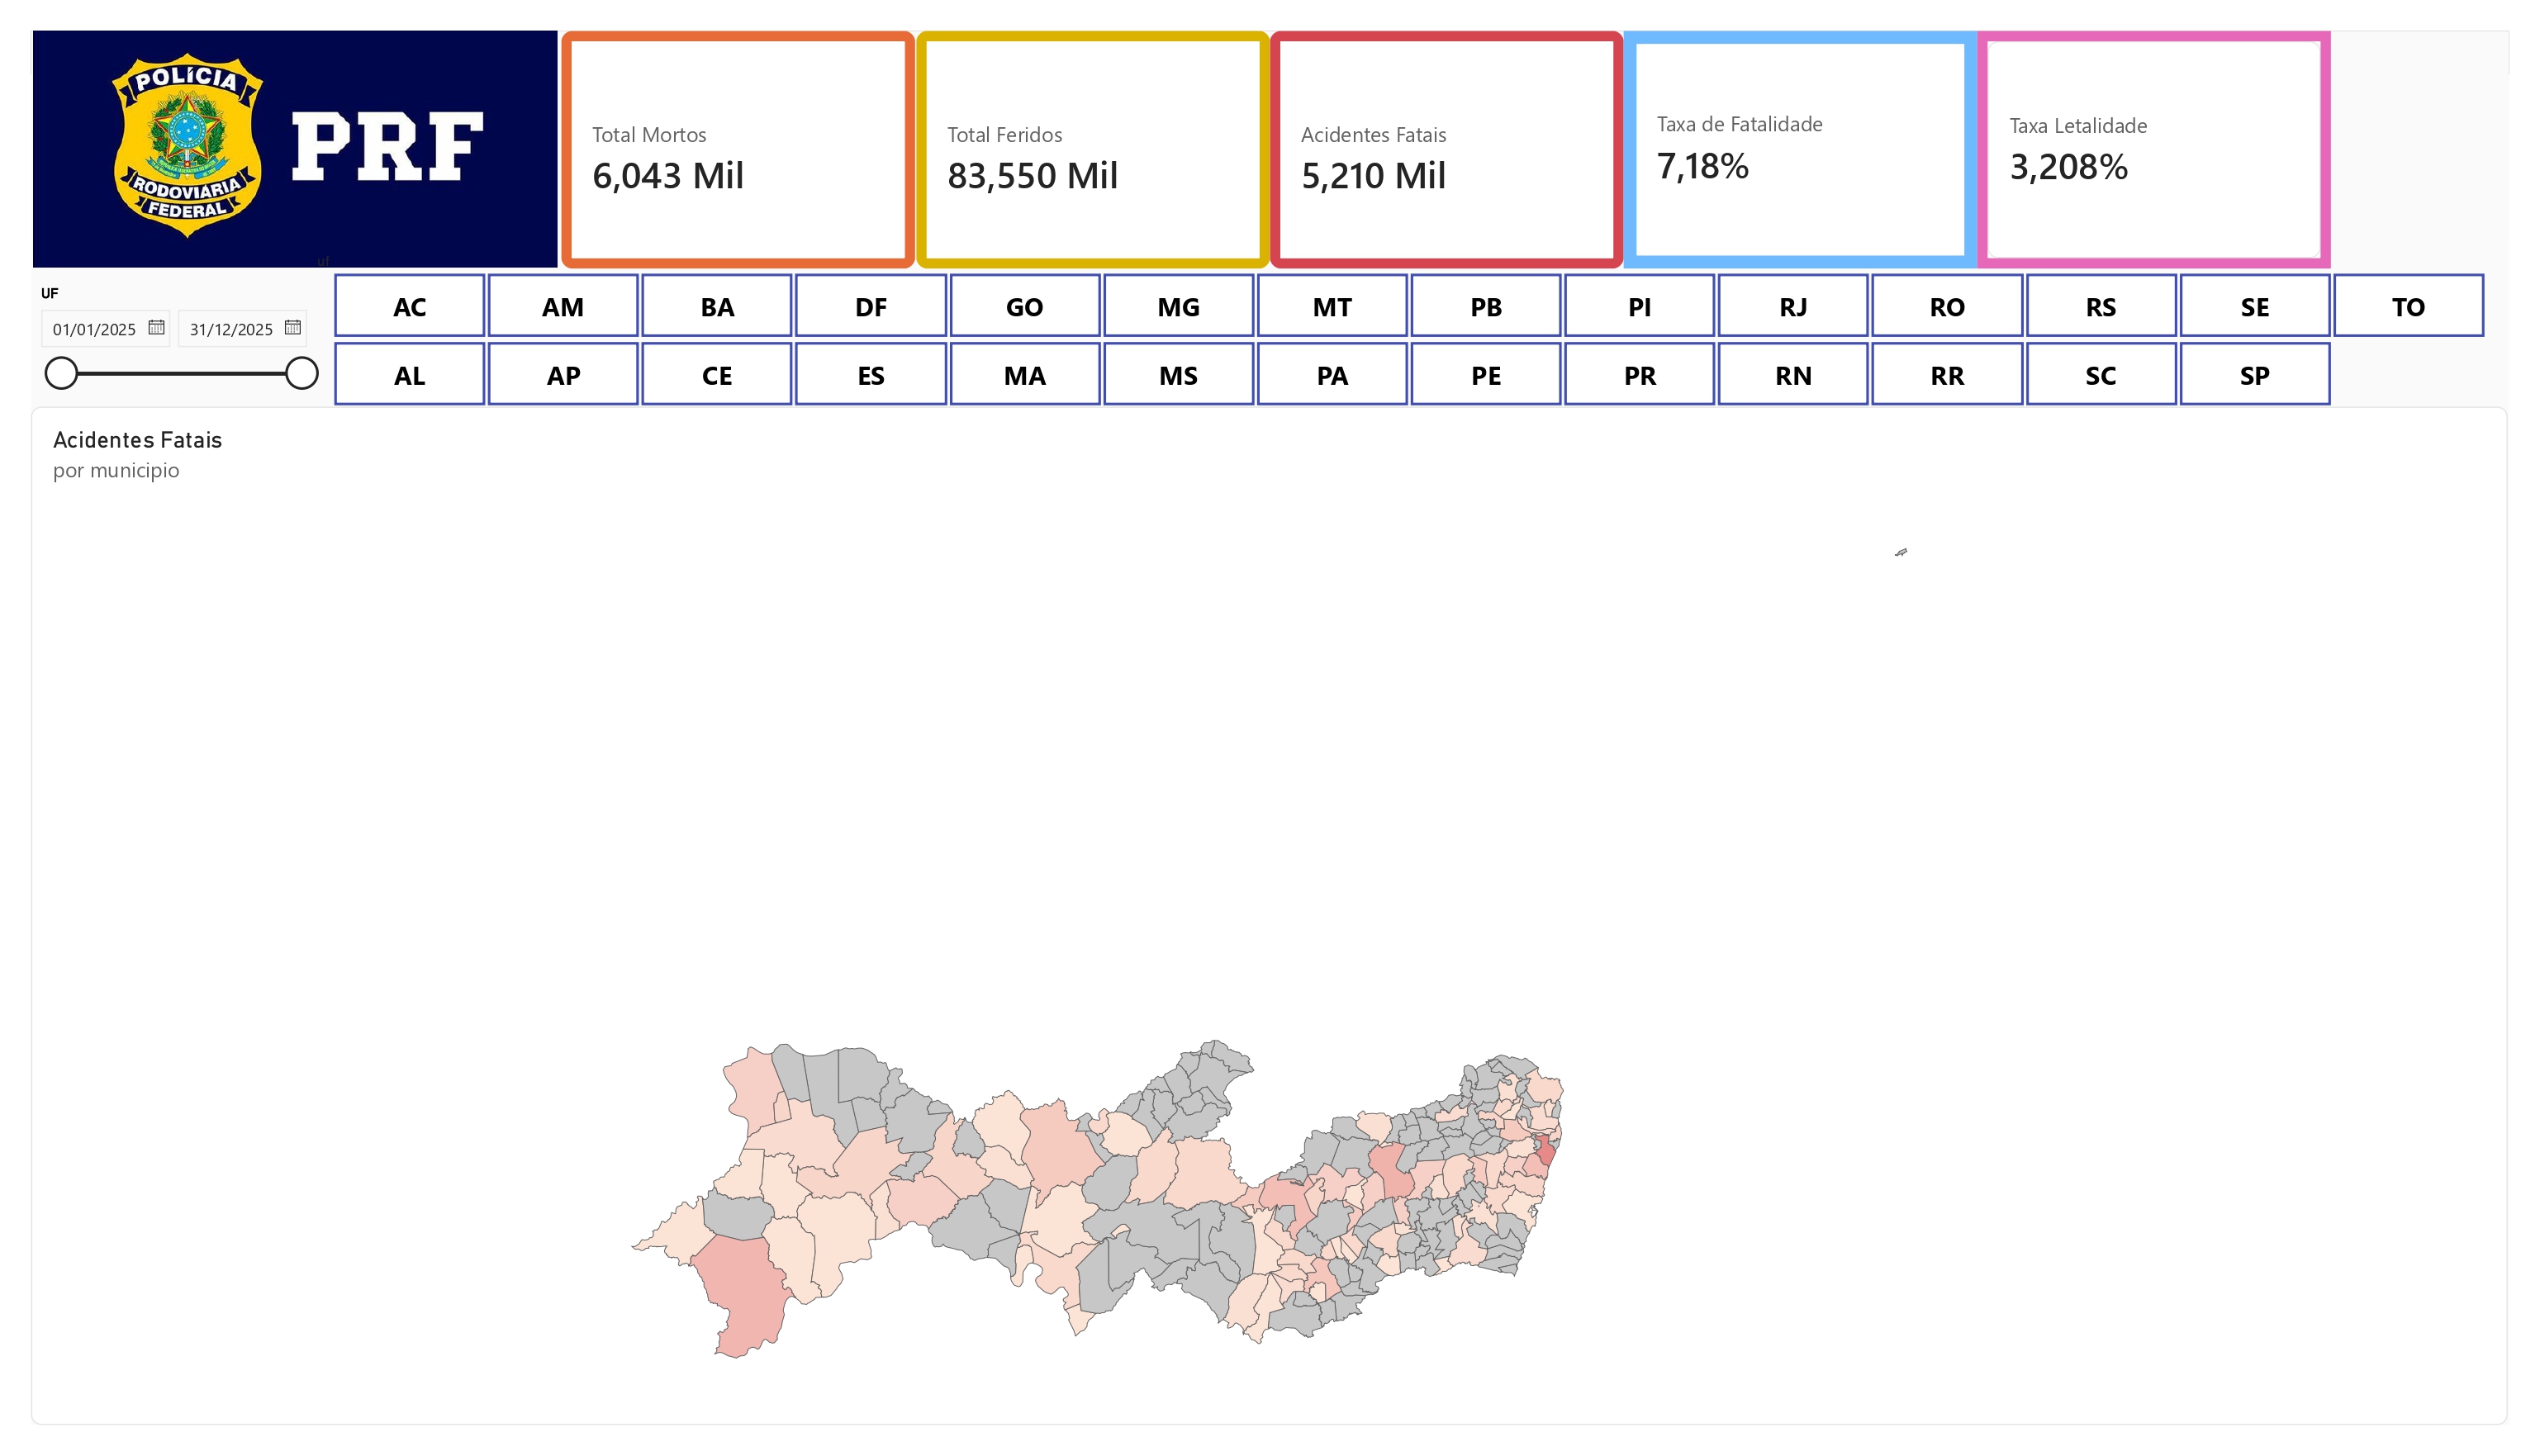 POLÍCIA
RODOVIÁRIA
FEDERAL
PRF
Total Mortos
6,043 Mil
Total Feridos
83,550 Mil
Acidentes Fatais
5,210 Mil
Taxa de Fatalidade
7,18%
Taxa Letalidade
3,208%
uf
UF
01/01/2025 31/12/2025
AC AM BA DF GO MG MT PB PI RJ RO RS SE TO
AL AP CE ES MA MS PA PE PR RN RR SC SP
Acidentes Fatais
por municipio